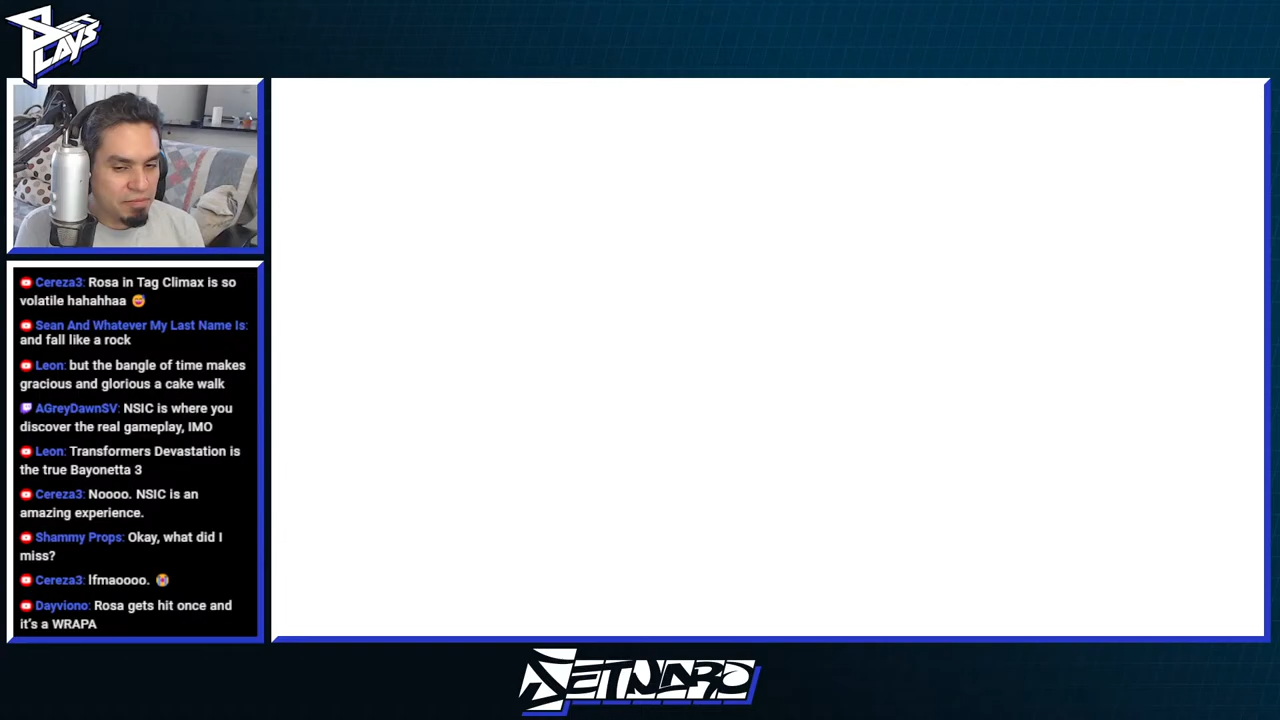 SET
PLAYS
Cereza3: Rosa in Tag Climax is so
volatile hahahhaa 😅
Sean And Whatever My Last Name Is:
and fall like a rock
Leon: but the bangle of time makes
gracious and glorious a cake walk
AGreyDawnSV: NSIC is where you
discover the real gameplay, IMO
Leon: Transformers Devastation is
the true Bayonetta 3
Cereza3: Noooo. NSIC is an
amazing experience.
Shammy Props: Okay, what did I
miss?
Cereza3: lfmaoooo. 😭
Dayviono: Rosa gets hit once and
it's a WRAPA
SETNARO